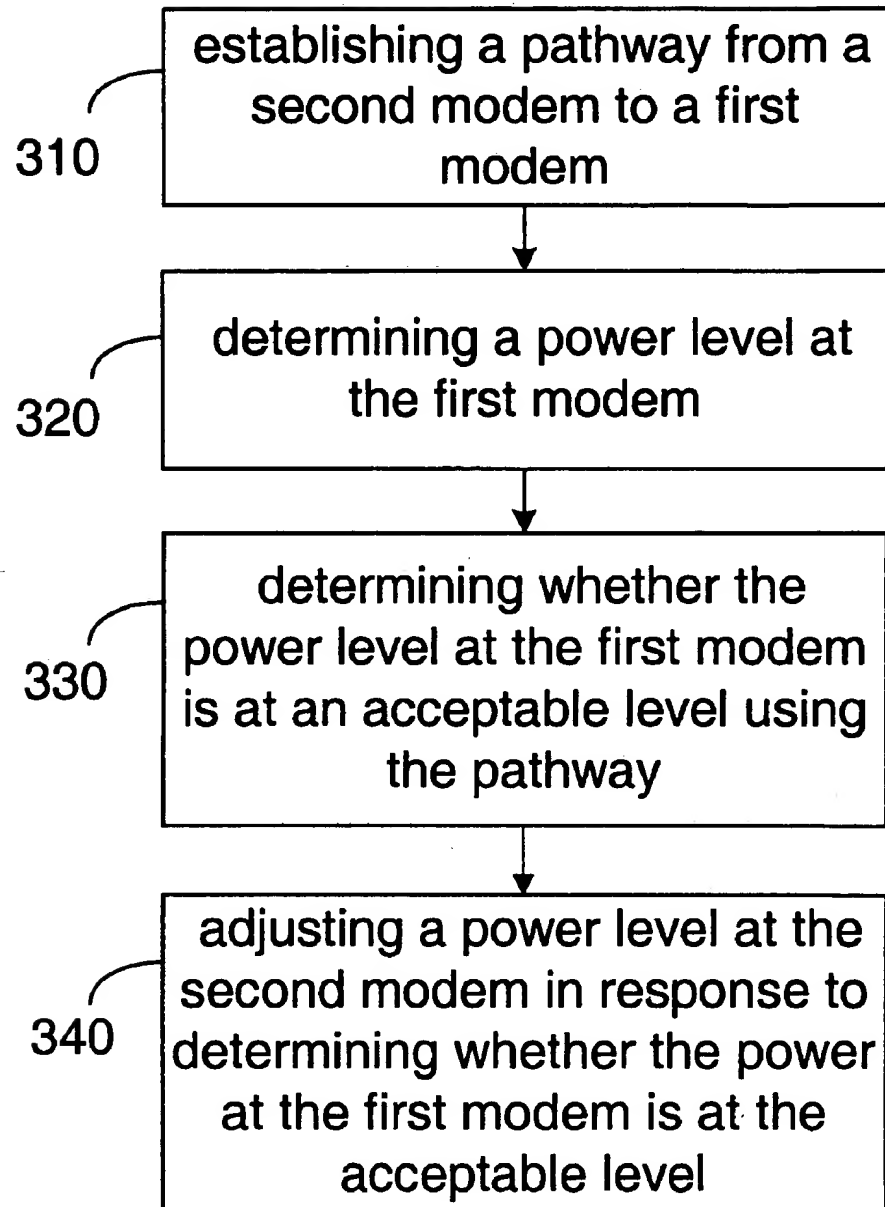 establishing a pathway from a
second modem to a first
modem
310
determining a power level at
the first modem
320
determining whether the
power level at the first modem
is at an acceptable level using
the pathway
330
adjusting a power level at the
second modem in response to
determining whether the power
at the first modem is at the
acceptable level
340